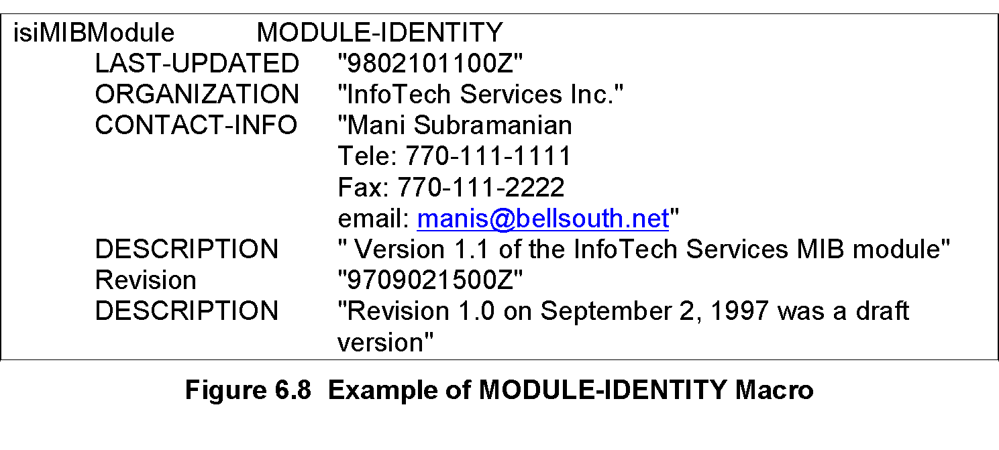 isiMIBModule MODULE-IDENTITY
LAST-UPDATED "9802101100Z"
ORGANIZATION "InfoTech Services Inc."
CONTACT-INFO "Mani Subramanian
Tele: 770-111-1111
Fax: 770-111-2222
email: manis@bellsouth.net"
DESCRIPTION " Version 1.1 of the InfoTech Services MIB module"
Revision "9709021500Z"
DESCRIPTION "Revision 1.0 on September 2, 1997 was a draft
version"
Figure 6.8 Example of MODULE-IDENTITY Macro